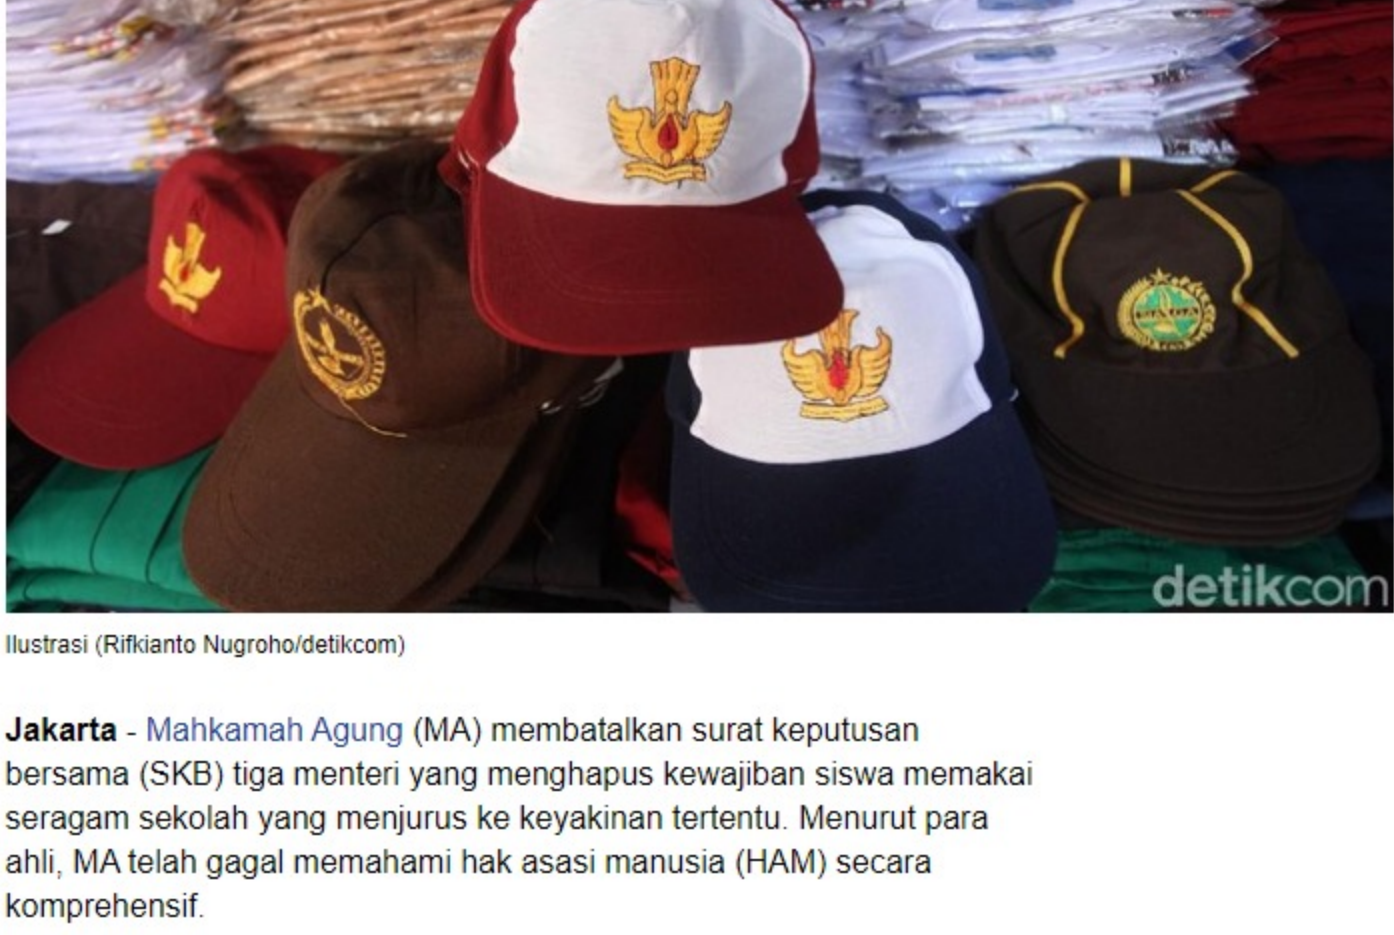 detikcom
Ilustrasi (Rifkianto Nugroho/detikcom)
Jakarta - Mahkamah Agung (MA) membatalkan surat keputusan
bersama (SKB) tiga menteri yang menghapus kewajiban siswa memakai
seragam sekolah yang menjurus ke keyakinan tertentu. Menurut para
ahli, MA telah gagal memahami hak asasi manusia (HAM) secara
komprehensif.